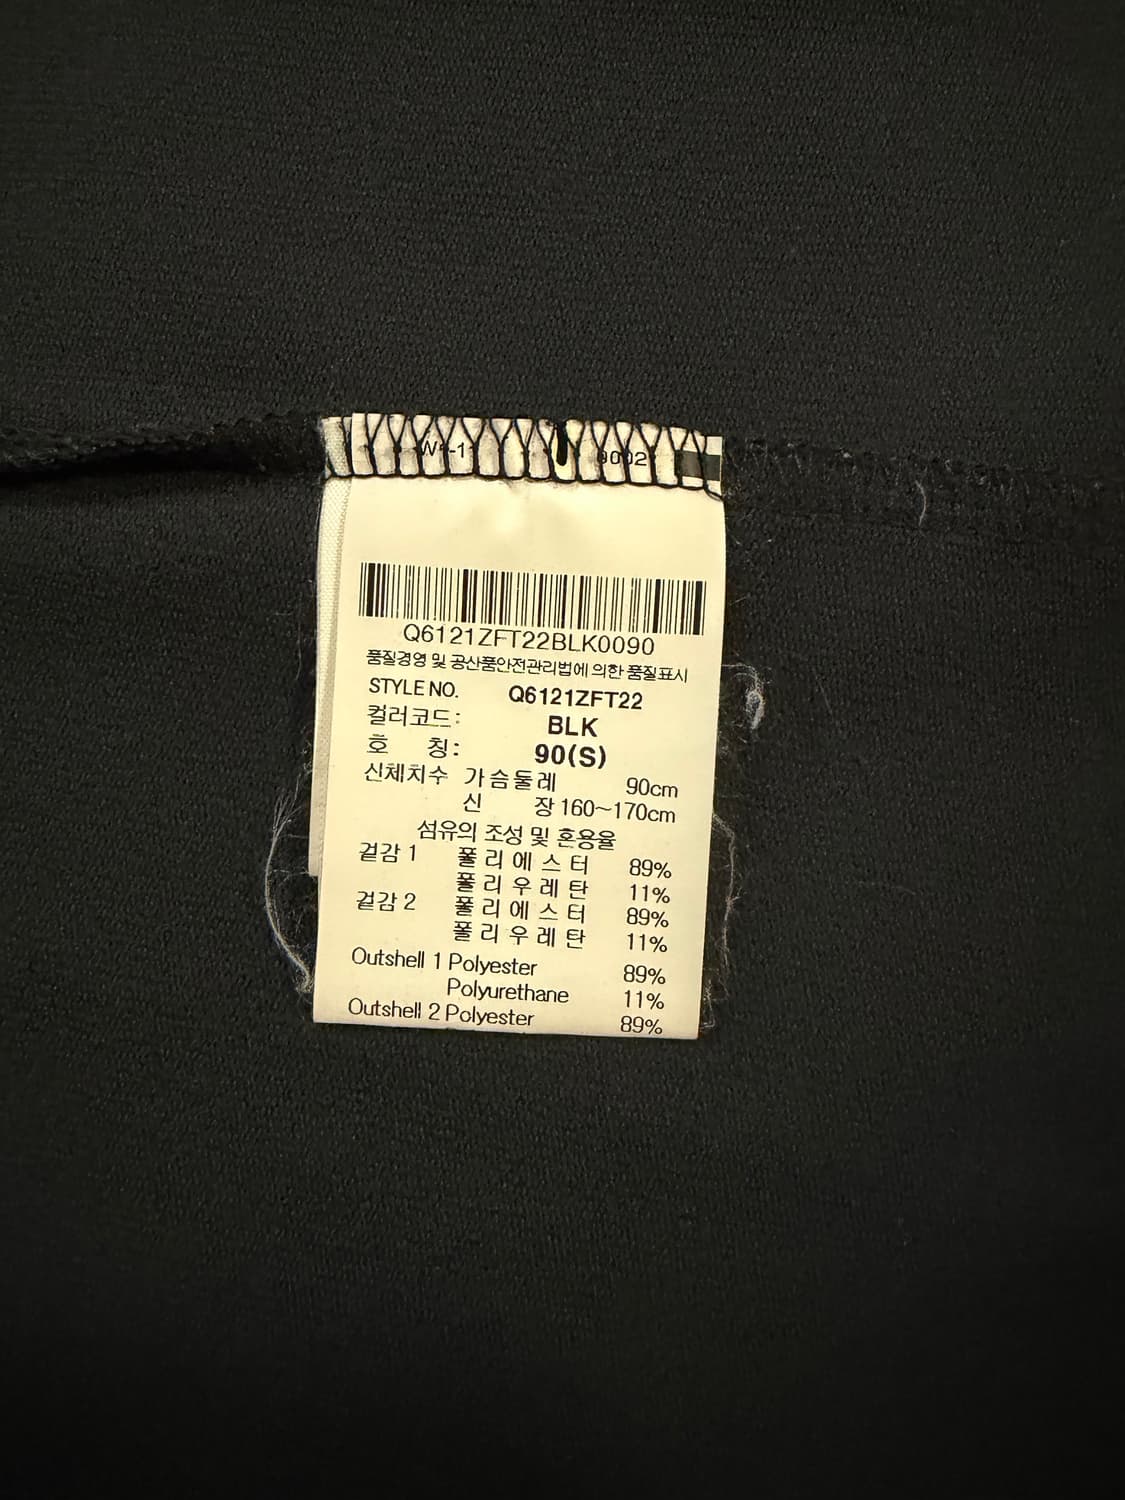 Q6121ZFT22BLK0090
품질경영 및 공산품안전관리법에 의한 품질표시
STYLE NO. Q6121ZFT22
컬러코드: BLK
호 칭: 90(S)
신체치수 가슴둘레 90cm
신 장 160~170cm
섬유의 조성 및 혼용율
겉감 1 폴리에스터 89%
폴리우레탄 11%
겉감 2 폴리에스터 89%
폴리우레탄 11%
Outshell 1 Polyester 89%
Polyurethane 11%
Outshell 2 Polyester 89%